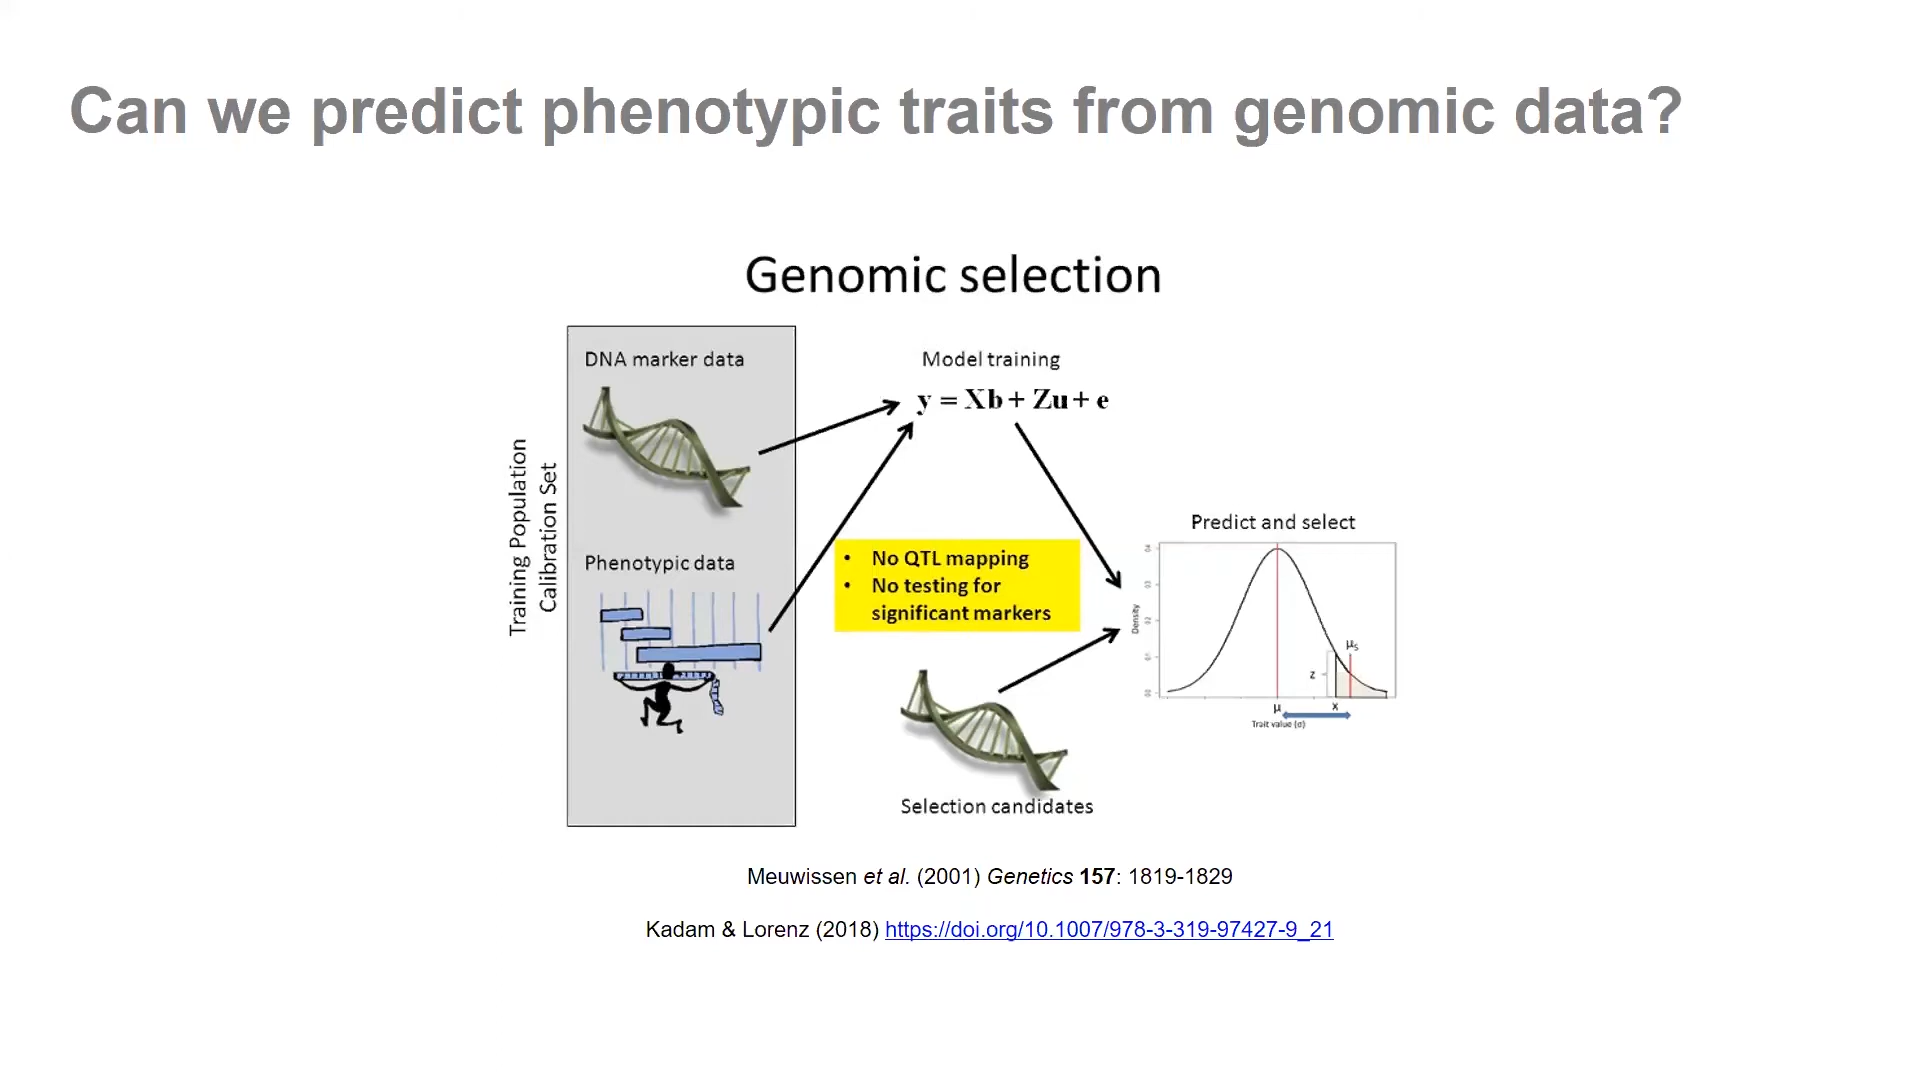 Can we predict phenotypic traits from genomic data?
Genomic selection
Training Population
Calibration Set
DNA marker data
Phenotypic data
Model training
y = Xb + Zu + e
• No QTL mapping
• No testing for
significant markers
Selection candidates
Predict and select
Density
μ
x
z
μs
Trait value (σ)
Meuwissen et al. (2001) Genetics 157: 1819-1829
Kadam & Lorenz (2018) https://doi.org/10.1007/978-3-319-97427-9_21